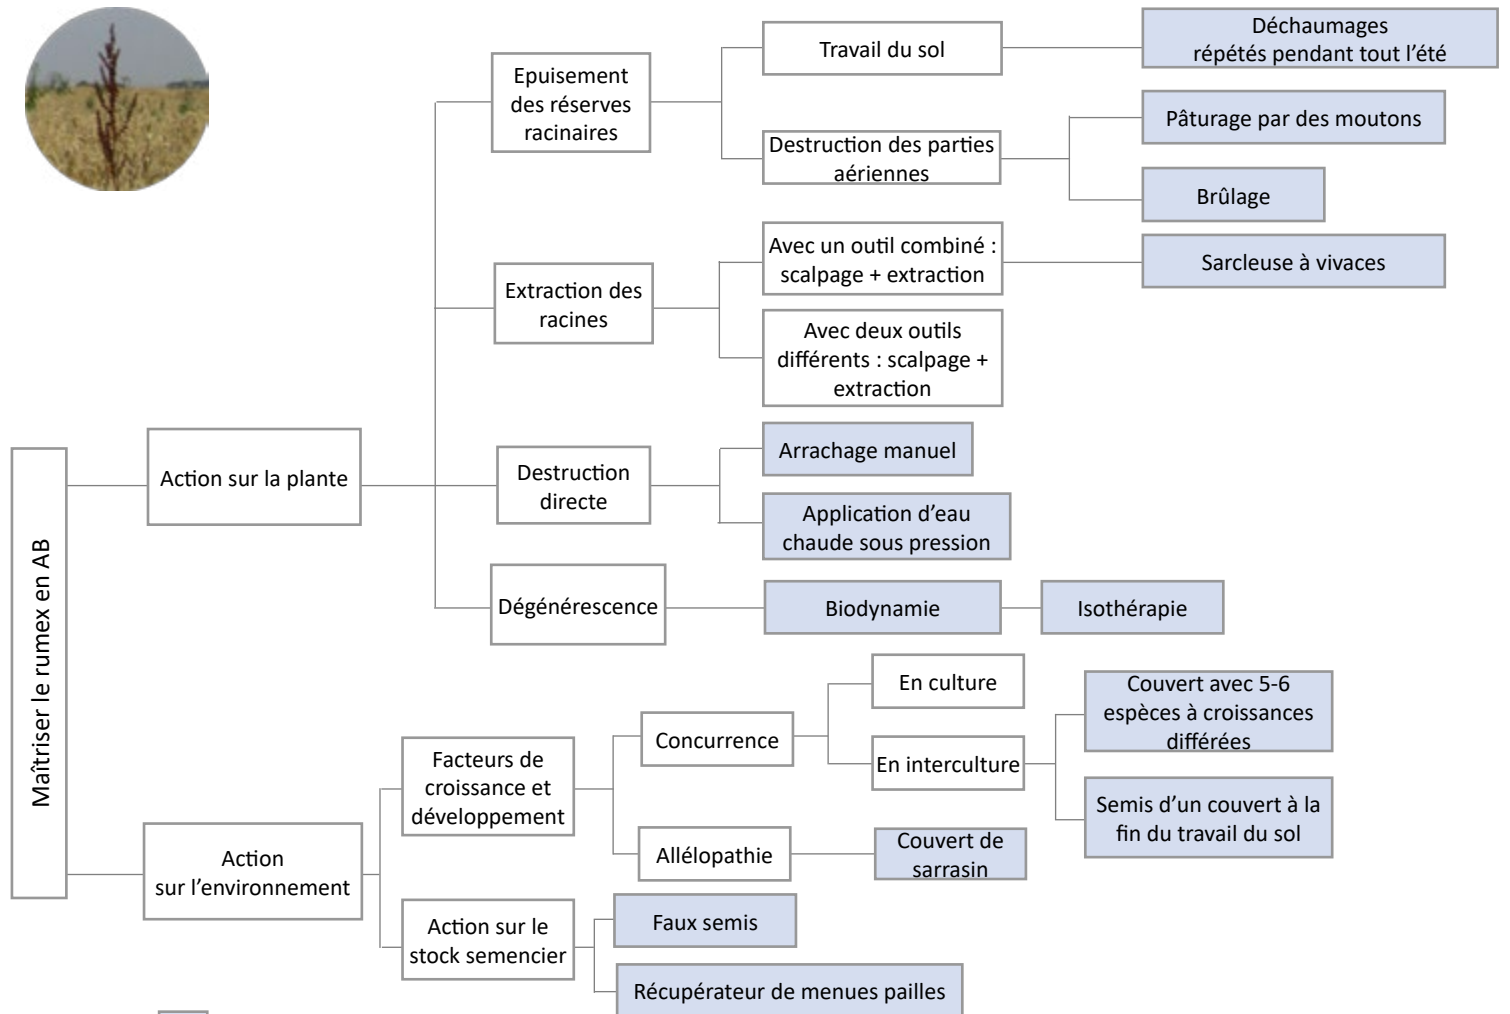 Maîtriser le rumex en AB
Action sur la plante
Epuisement
des réserves
racinaires
Travail du sol
Déchaumages
répétés pendant tout l'été
Destruction des parties
aériennes
Pâturage par des moutons
Brûlage
Extraction des
racines
Avec un outil combiné :
scalpage + extraction
Sarcleuse à vivaces
Avec deux outils
différents : scalpage +
extraction
Destruction
directe
Arrachage manuel
Application d'eau
chaude sous pression
Dégénérescence
Biodynamie
Isothérapie
Action
sur l'environnement
Facteurs de
croissance et
développement
Concurrence
En culture
En interculture
Couvert avec 5-6
espèces à croissances
différées
Semis d'un couvert à la
fin du travail du sol
Allélopathie
Couvert de
sarrasin
Action sur le
stock semencier
Faux semis
Récupérateur de menues pailles